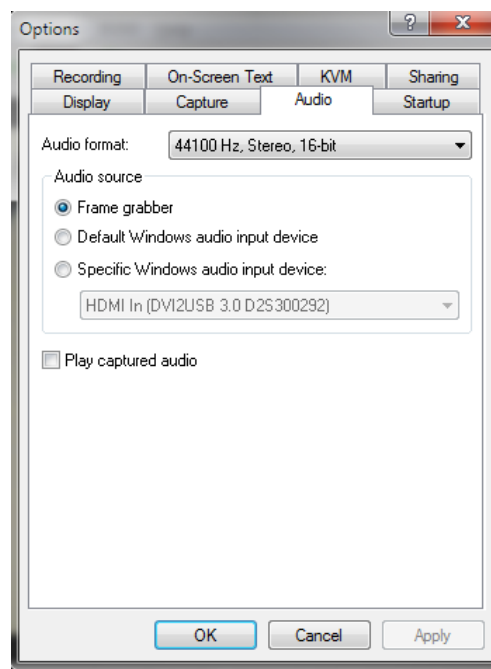 Options
Recording On-Screen Text KVM Sharing
Display Capture Audio Startup
Audio format: 44100 Hz, Stereo, 16-bit
Audio source
Frame grabber
Default Windows audio input device
Specific Windows audio input device:
HDMI In (DVI2USB 3.0 D2S300292)
Play captured audio
OK Cancel Apply